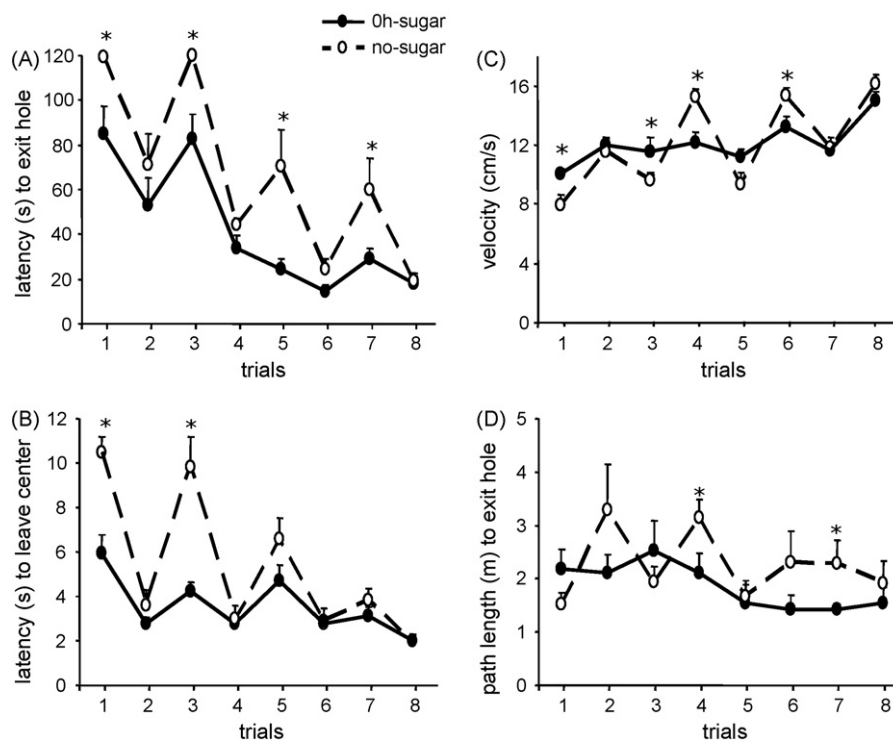 0h-sugar
no-sugar
(A)
latency (s) to exit hole
120
100
80
60
40
20
0
* * * *
1 2 3 4 5 6 7 8
trials
(C)
velocity (cm/s)
16
12
8
4
0
* * * *
1 2 3 4 5 6 7 8
trials
(B)
latency (s) to leave center
12
10
8
6
4
2
0
* *
1 2 3 4 5 6 7 8
trials
(D)
path length (m) to exit hole
5
4
3
2
1
0
* *
1 2 3 4 5 6 7 8
trials